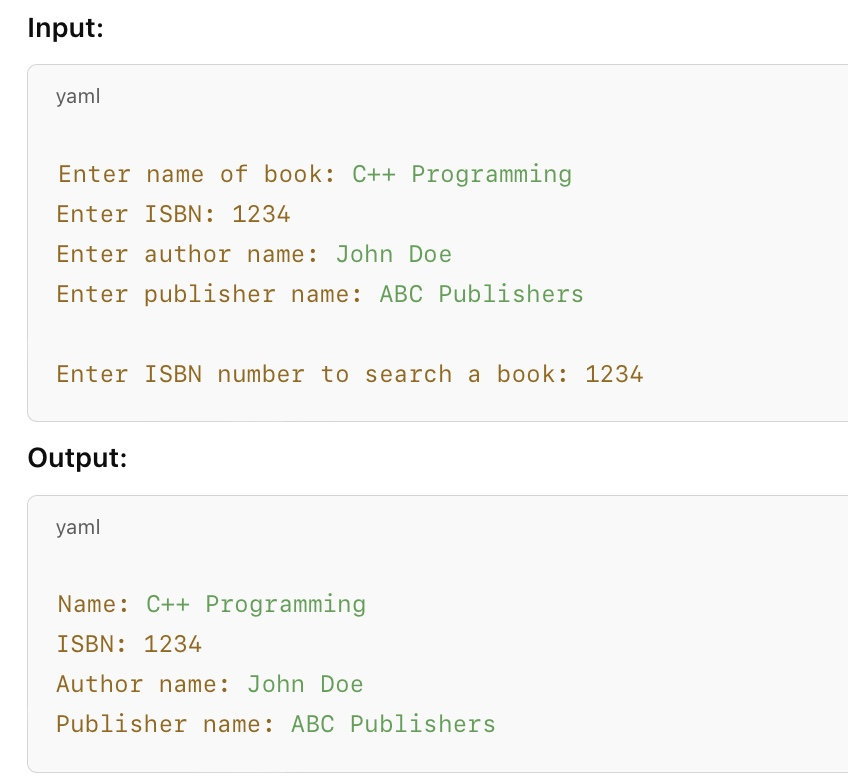 Input:
yaml
Enter name of book: C++ Programming
Enter ISBN: 1234
Enter author name: John Doe
Enter publisher name: ABC Publishers
Enter ISBN number to search a book: 1234
Output:
yaml
Name: C++ Programming
ISBN: 1234
Author name: John Doe
Publisher name: ABC Publishers